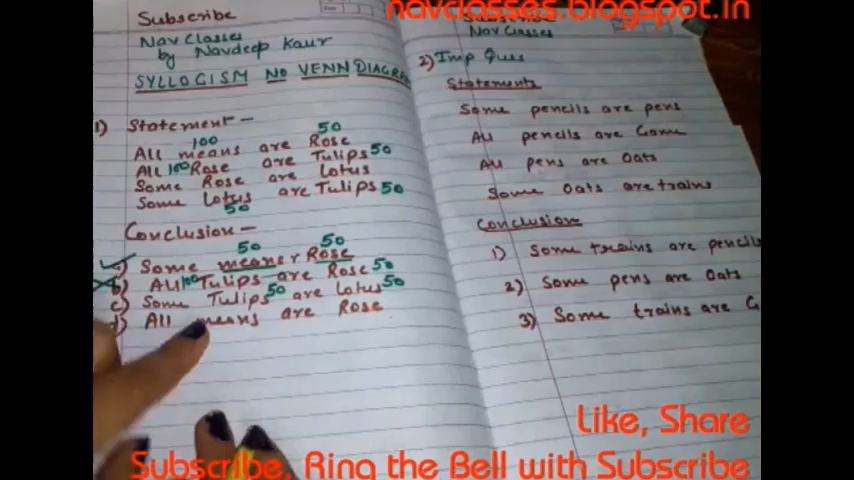 navclasses.blogspot.in
Subscribe
Nav Classes
by Navdeep Kaur
SYLLOGISM NO VENN DIAGRA
1) Statement-
100 50
All means are Rose
All 100 Rose are Tulips 50
Some Rose are Lotus
Some Lotus are Tulips 50
50
Conclusion-
50 50
a) Some means r Rose
b) All 100 Tulips are Rose 50
c) Some Tulips 50 are Lotus 50
d) All means are Rose
Nav Classes
2) Imp Ques
Statements
Some pencils are pens
All pencils are Game
All pens are Oats
Some Oats are trains
Conclusion
1) Some trains are pencils
2) Some pens are Oats
3) Some trains are G
Like, Share
Subscribe, Ring the Bell with Subscribe